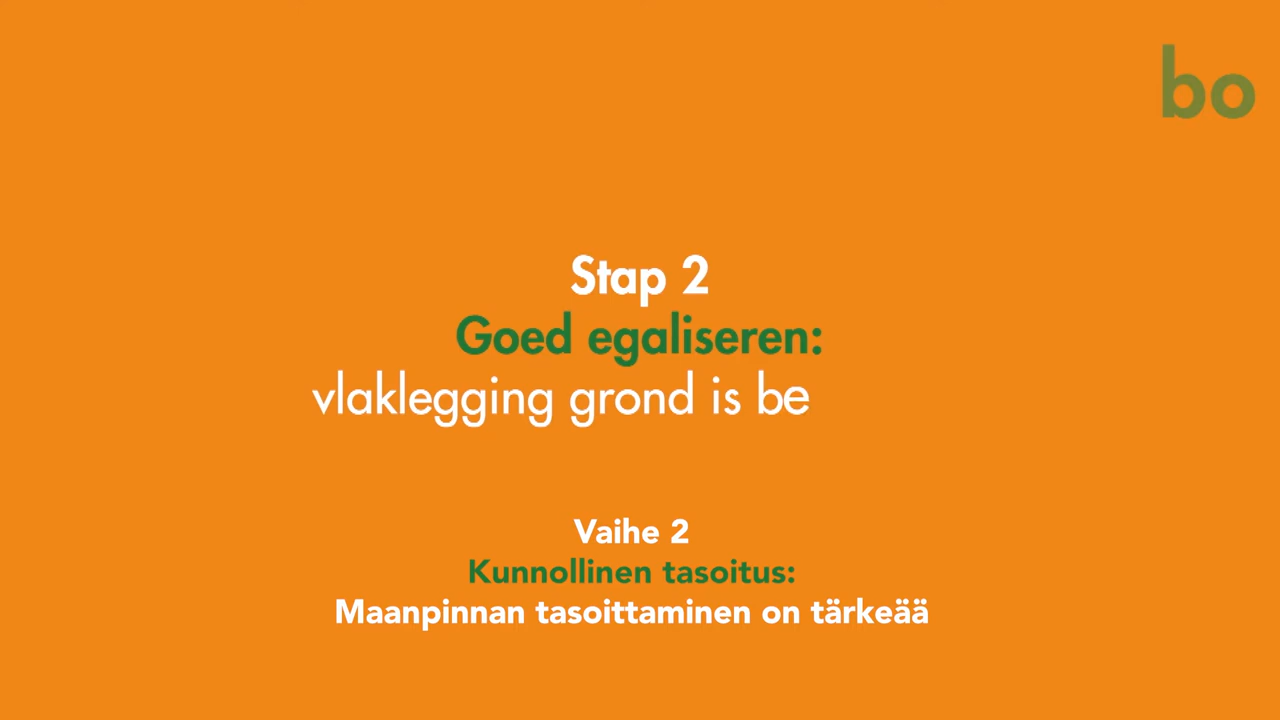 bo
Stap 2
Goed egaliseren:
vlaklegging grond is be
Vaihe 2
Kunnollinen tasoitus:
Maanpinnan tasoittaminen on tärkeää